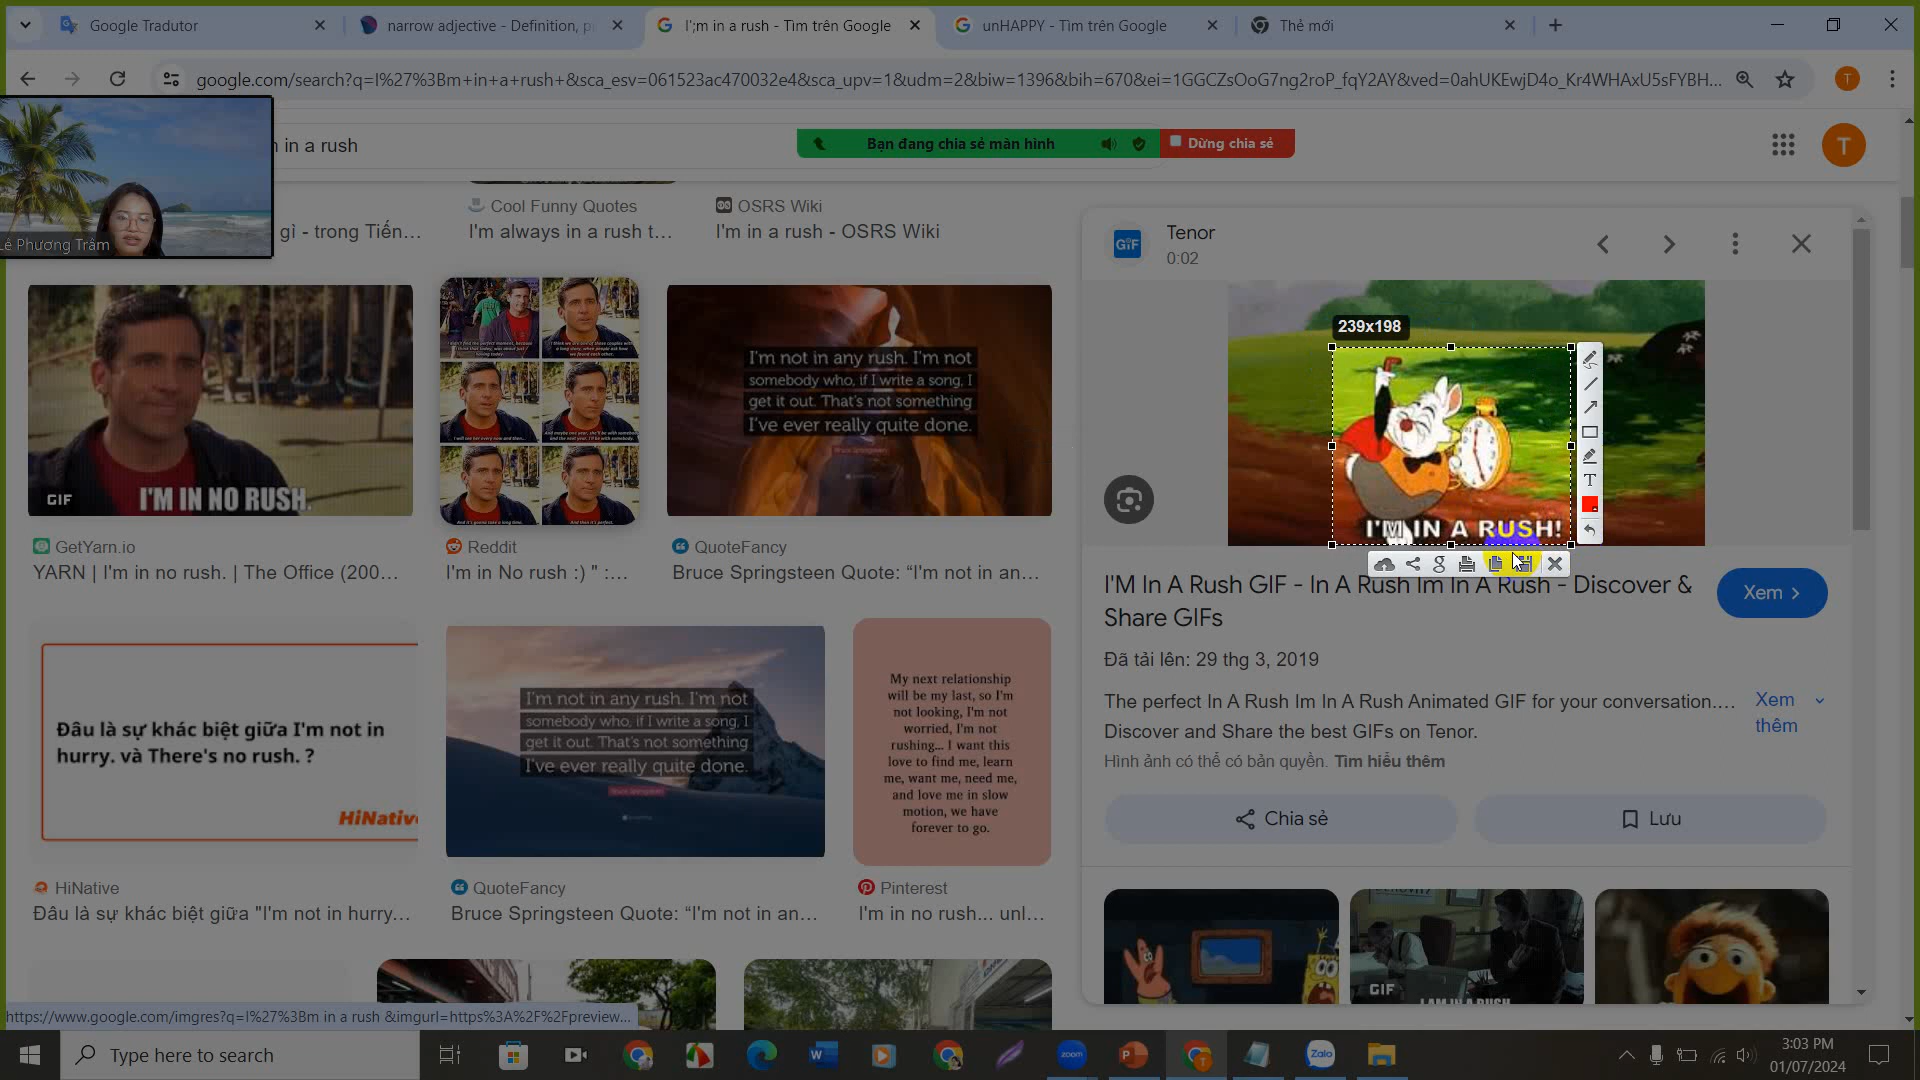 Google Tradutor
narrow adjective - Definition, pi
I';m in a rush - Tìm trên Google
unHAPPY - Tìm trên Google
Thẻ mới
google.com/search?q=I%27%3Bm+in+a+rush+&sca_esv=061523ac470032e4&sca_upv=1&udm=2&biw=1396&bih=670&ei=1GGCZsOoG7ng2roP_fqY2AY&ved=0ahUKEwjD4o_Kr4WHAxU5sFYBH...
T
in a rush
Bạn đang chia sẻ màn hình
Dừng chia sẻ
T
Lê Phương Trâm
gì - trong Tiến...
Cool Funny Quotes
I'm always in a rush t...
OSRS Wiki
I'm in a rush - OSRS Wiki
GIF
I'M IN NO RUSH.
GetYarn.io
YARN | I'm in no rush. | The Office (200...
Reddit
I'm in No rush :) " :...
I'm not in any rush. I'm not
somebody who, if I write a song, I
get it out. That's not something
I've ever really quite done.
Bruce Springsteen
QuoteFancy
Bruce Springsteen Quote: “I'm not in an...
Đâu là sự khác biệt giữa I'm not in
hurry. và There's no rush. ?
HiNative
HiNative
Đâu là sự khác biệt giữa "I'm not in hurry...
I'm not in any rush. I'm not
somebody who, if I write a song, I
get it out. That's not something
I've ever really quite done.
Bruce Springsteen
QuoteFancy
Bruce Springsteen Quote: “I'm not in an...
My next relationship
will be my last, so I'm
not looking, I'm not
worried, I'm not
rushing... I want this
love to find me, learn
me, want me, need me,
and love me in slow
motion, we have
forever to go.
Pinterest
I'm in no rush... unl...
GIF
Tenor
0:02
239x198
I'M IN A RUSH!
T
I'M In A Rush GIF - In A Rush Im In A Rush - Discover &
Share GIFs
Xem
Đã tải lên: 29 thg 3, 2019
The perfect In A Rush Im In A Rush Animated GIF for your conversation....
Discover and Share the best GIFs on Tenor.
Xem
thêm
Hình ảnh có thể có bản quyền. Tìm hiểu thêm
Chia sẻ
Lưu
GIF
I AM IN A RUSH
https://www.google.com/imgres?q=I%27%3Bm in a rush &imgurl=https%3A%2F%2Fpreview...
Type here to search
zoom
Zalo
3:03 PM
01/07/2024